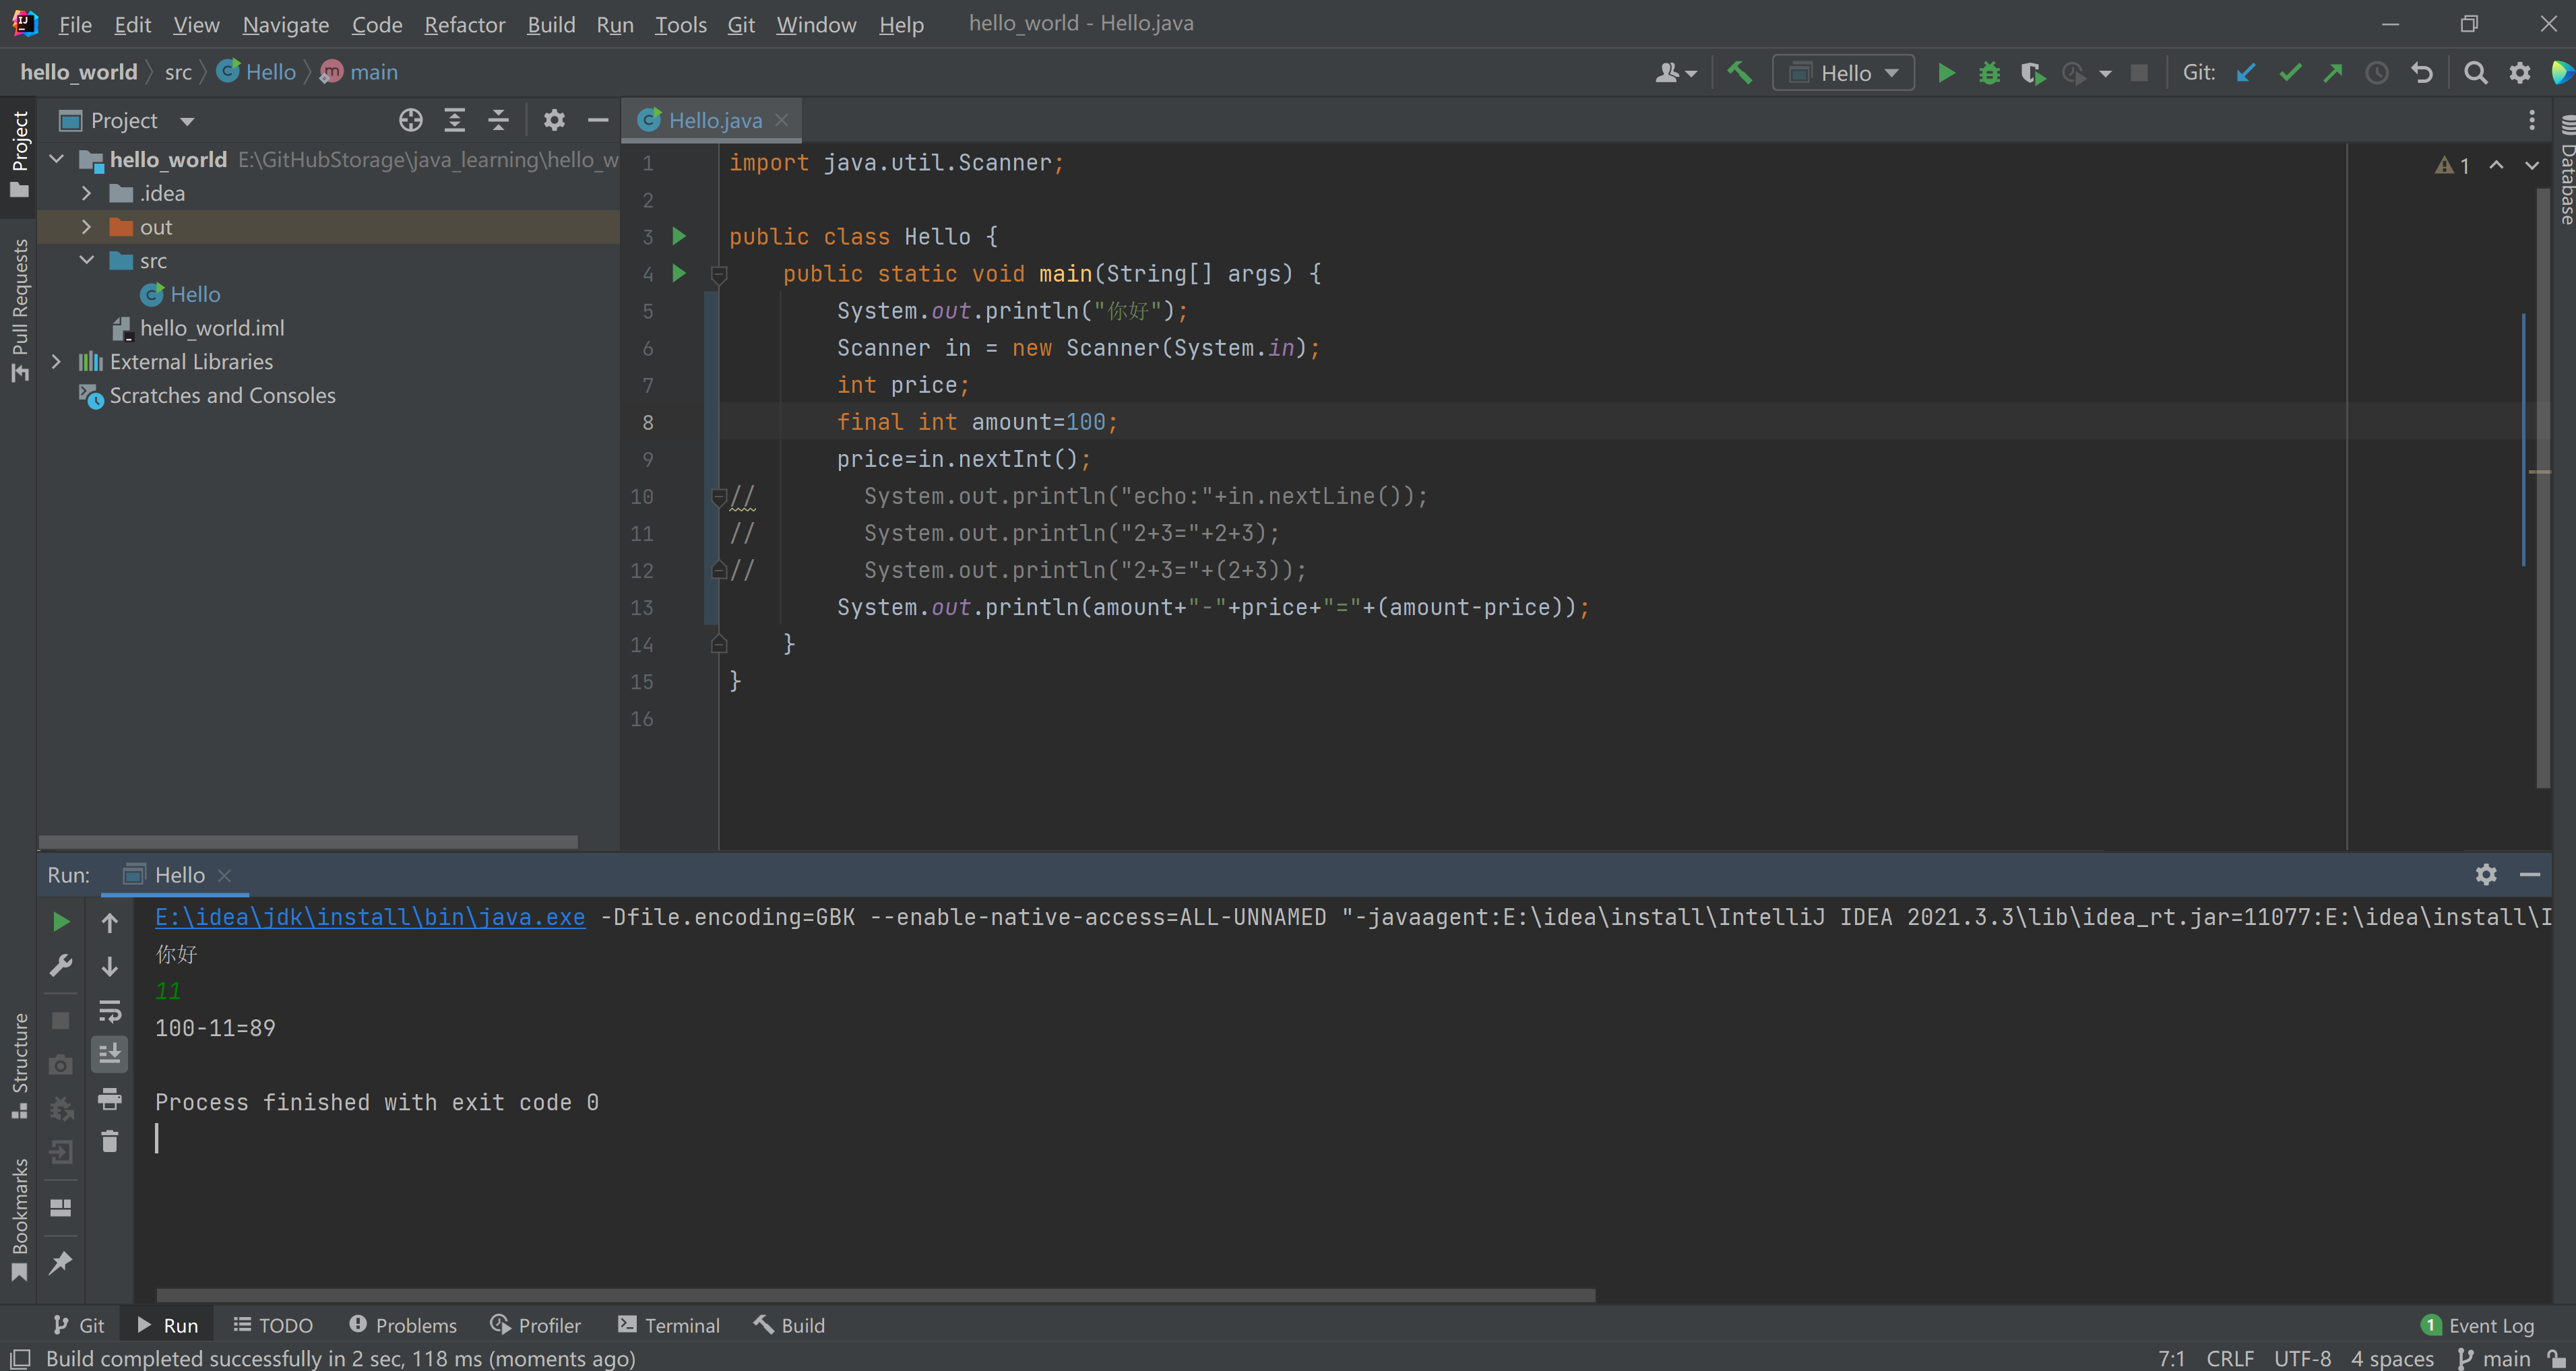 File Edit View Navigate Code Refactor Build Run Tools Git Window Help hello_world - Hello.java
hello_world src Hello main Hello Git:
Project
Hello.java
Project
Pull Requests
Structure
Bookmarks
Database
hello_world E:\GitHubStorage\java_learning\hello_w
.idea
out
src
Hello
hello_world.iml
External Libraries
Scratches and Consoles
1 import java.util.Scanner;
2
3 public class Hello {
4 public static void main(String[] args) {
5 System.out.println("你好");
6 Scanner in = new Scanner(System.in);
7 int price;
8 final int amount=100;
9 price=in.nextInt();
10 // System.out.println("echo:"+in.nextLine());
11 // System.out.println("2+3="+2+3);
12 // System.out.println("2+3="+(2+3));
13 System.out.println(amount+"-"+price+"="+(amount-price));
14 }
15 }
16
1
Run: Hello
E:\idea\jdk\install\bin\java.exe -Dfile.encoding=GBK --enable-native-access=ALL-UNNAMED "-javaagent:E:\idea\install\IntelliJ IDEA 2021.3.3\lib\idea_rt.jar=11077:E:\idea\install\I
你好
11
100-11=89
Process finished with exit code 0
Git Run TODO Problems Profiler Terminal Build 1 Event Log
Build completed successfully in 2 sec, 118 ms (moments ago) 7:1 CRLF UTF-8 4 spaces main